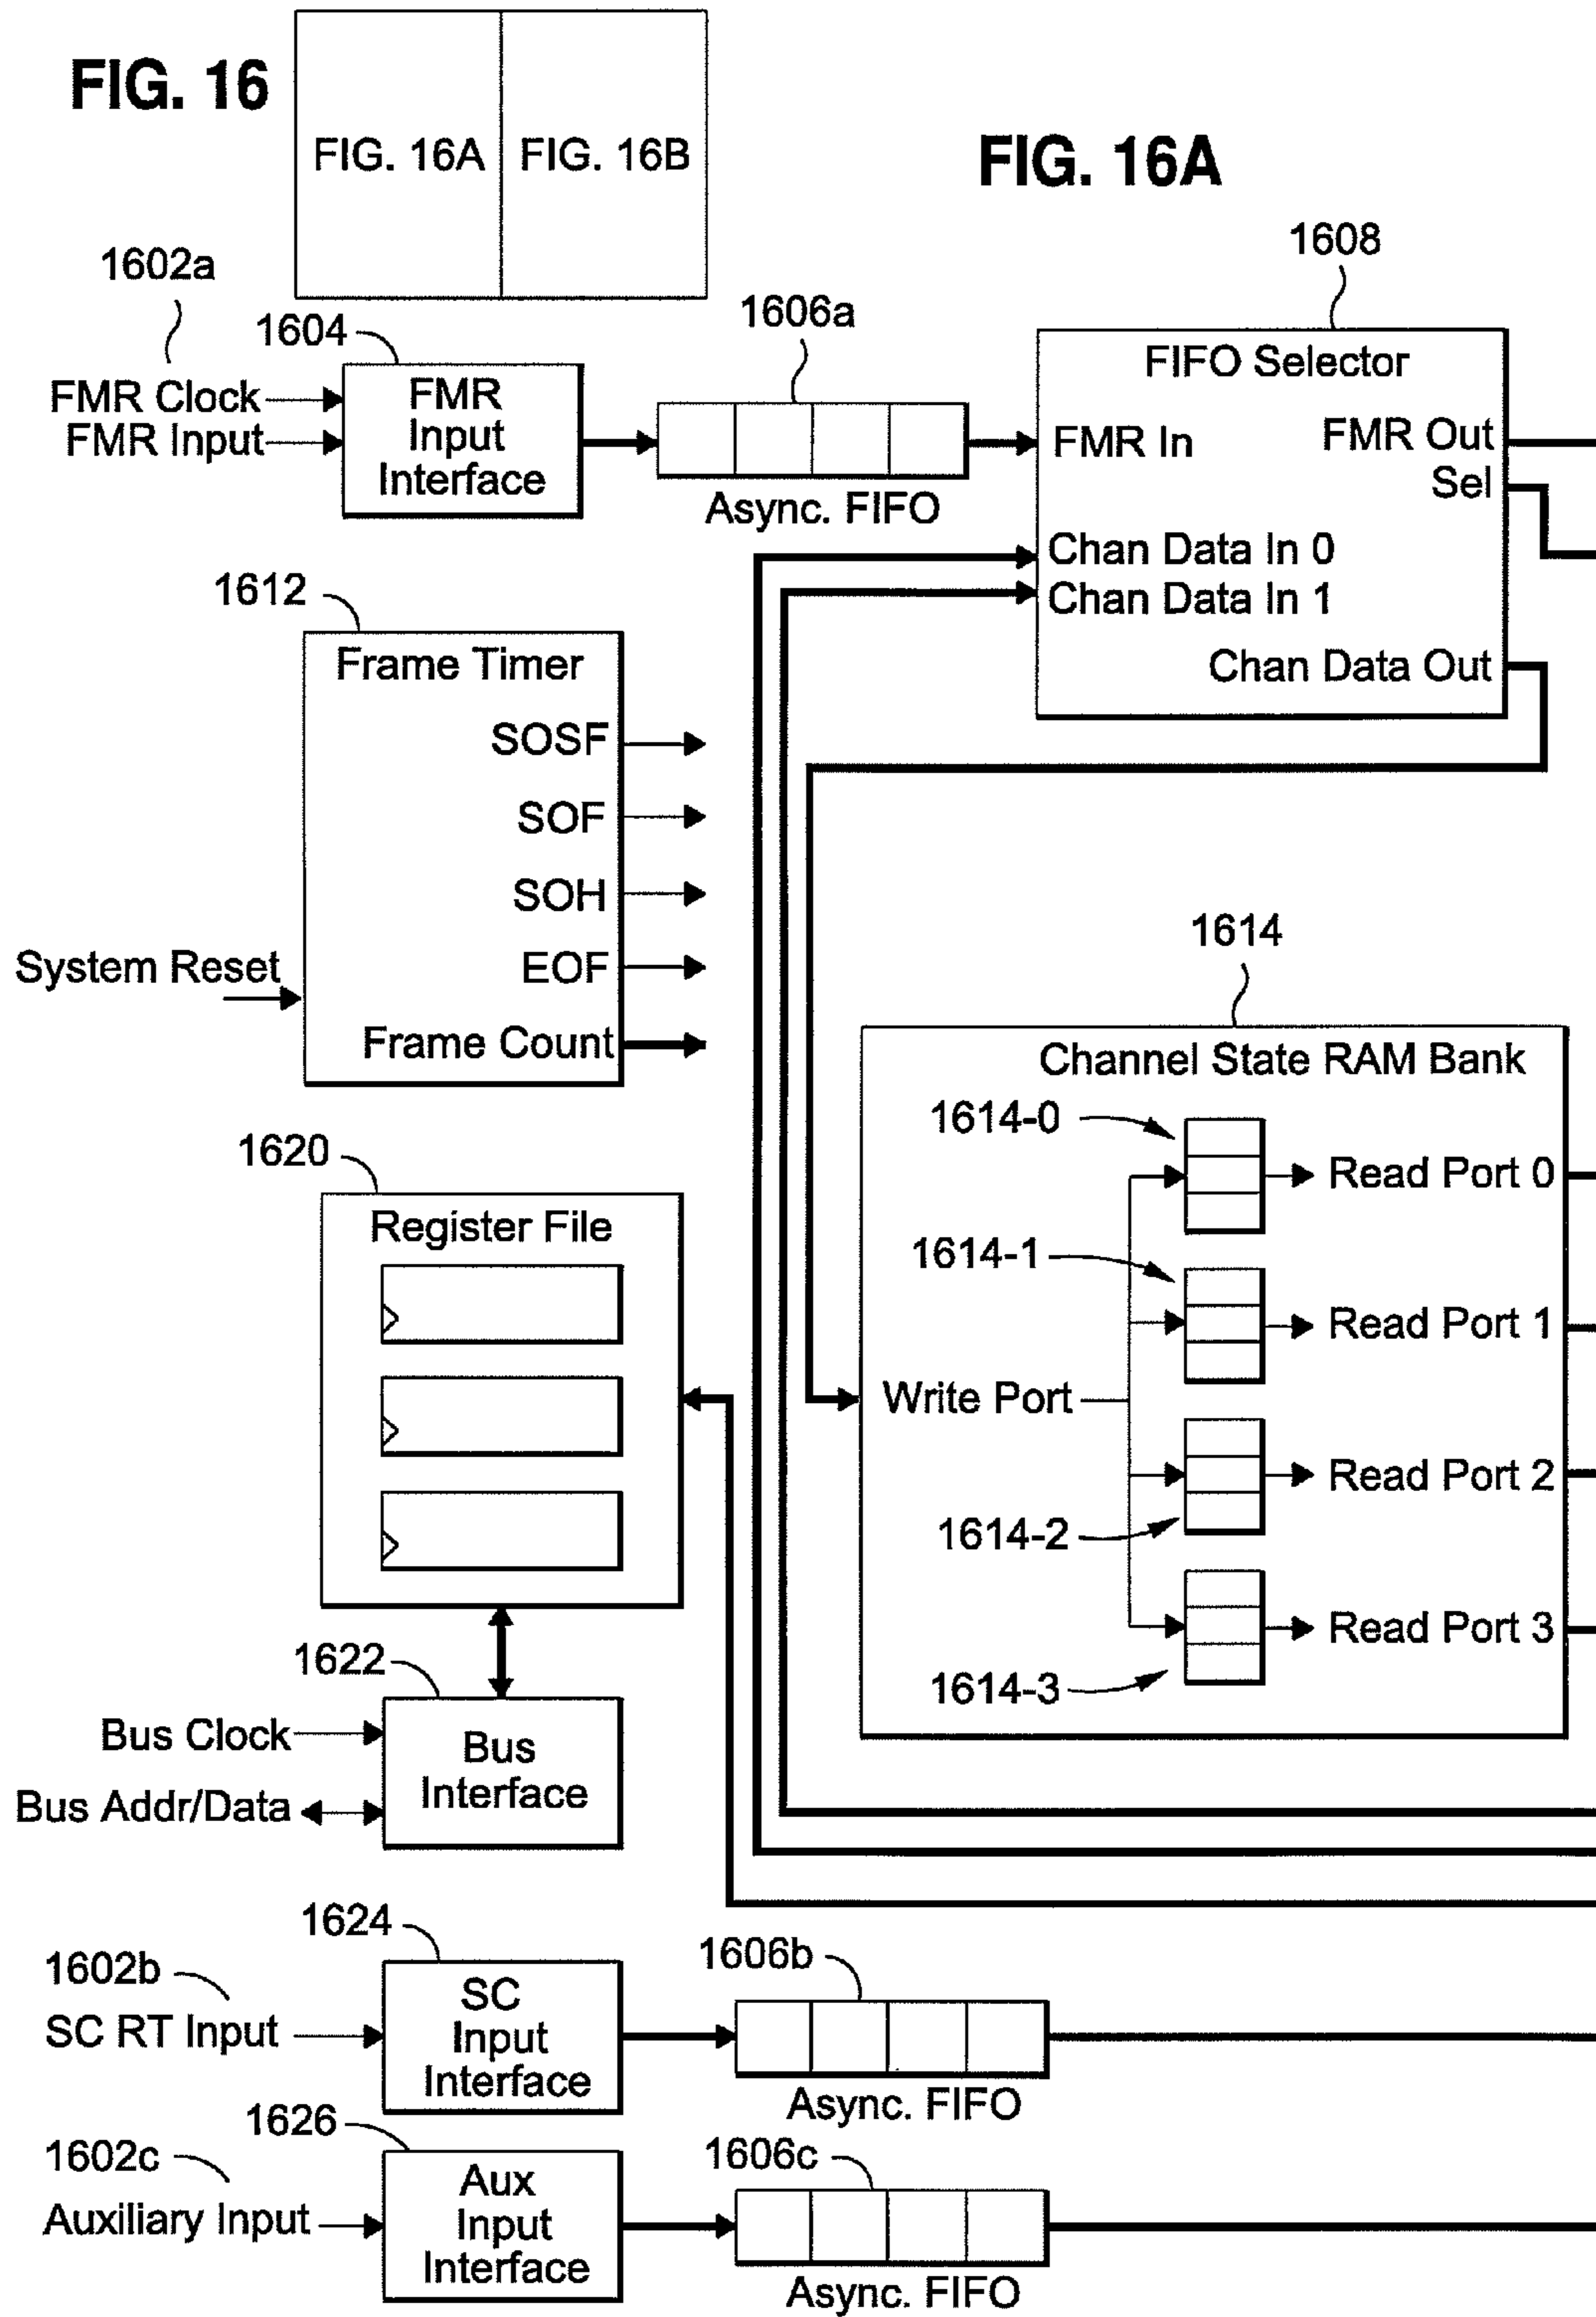 FIG. 16
FIG. 16A
FIG. 16B
FIG. 16A
1602a
1604
FMR Clock
FMR Input
FMR
Input
Interface
1606a
Async. FIFO
1608
FIFO Selector
FMR In
FMR Out
Sel
Chan Data In 0
Chan Data In 1
Chan Data Out
1612
Frame Timer
SOSF
SOF
SOH
EOF
Frame Count
System Reset
1614
Channel State RAM Bank
1614-0
Read Port 0
1614-1
Read Port 1
Write Port
Read Port 2
1614-2
Read Port 3
1614-3
1620
Register File
1622
Bus Clock
Bus Addr/Data
Bus
Interface
1624
1602b
SC RT Input
SC
Input
Interface
1606b
Async. FIFO
1626
1602c
Auxiliary Input
Aux
Input
Interface
1606c
Async. FIFO